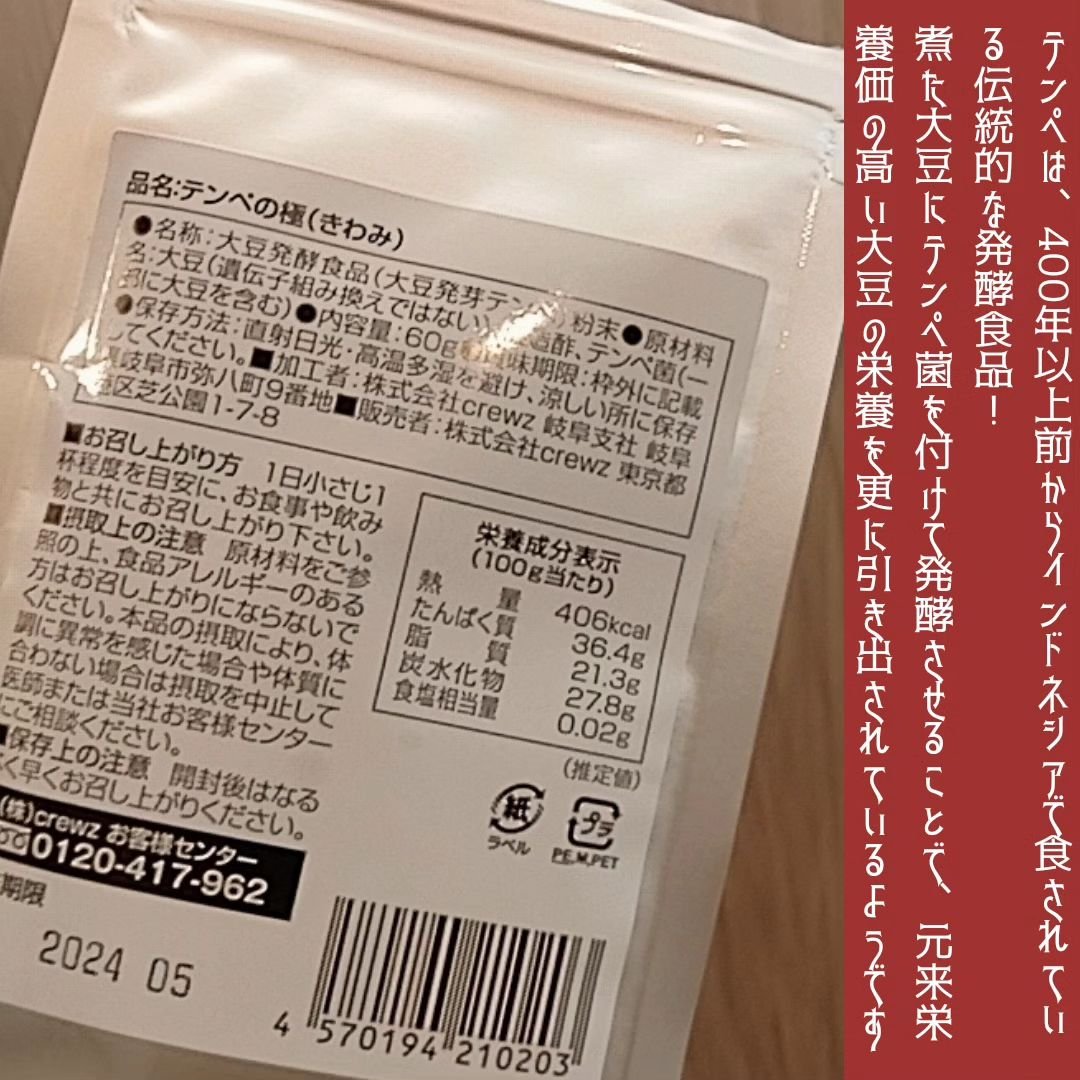 テンペは、400年以上前からインドネシアで食されてい
る伝統的な発酵食品！
煮た大豆にテンペ菌を付けて発酵させることで、元来栄
養価の高い大豆の栄養を更に引き出されているようです
品名:テンペの極(きわみ)
●名称：大豆発酵食品(大豆発芽テン 粉末●原材料
名：大豆(遺伝子組み換えではない) 酢、テンペ菌(一
部に大豆を含む)●内容量：60g 味期限：枠外に記載
●保存方法：直射日光・高温多湿を避け、涼しい所に保存
してください。■加工者：株式会社crewz 岐阜支社 岐阜
岐阜市弥八町9番地■販売者：株式会社crewz 東京都
区芝公園1-7-8
■お召し上がり方 1日小さじ1
杯程度を目安に、お食事や飲み
物と共にお召し上がり下さい。
■摂取上の注意 原材料をご参
照の上、食品アレルギーのある
方はお召し上がりにならないで
ください。本品の摂取により、体
調に異常を感じた場合や体質に
合わない場合は摂取を中止して
医師または当社お客様センター
にご相談ください。
■保存上の注意 開封後はなる
く早くお召し上がりください。
(株)crewz お客様センター
0120-417-962
期限
2024 05
栄養成分表示
(100g当たり)
熱量 406kcal
たんぱく質 36.4g
脂質 21.3g
炭水化物 27.8g
食塩相当量 0.02g
(推定値)
紙
ラベル
プラ
PE,M,PET
4 570194 210203